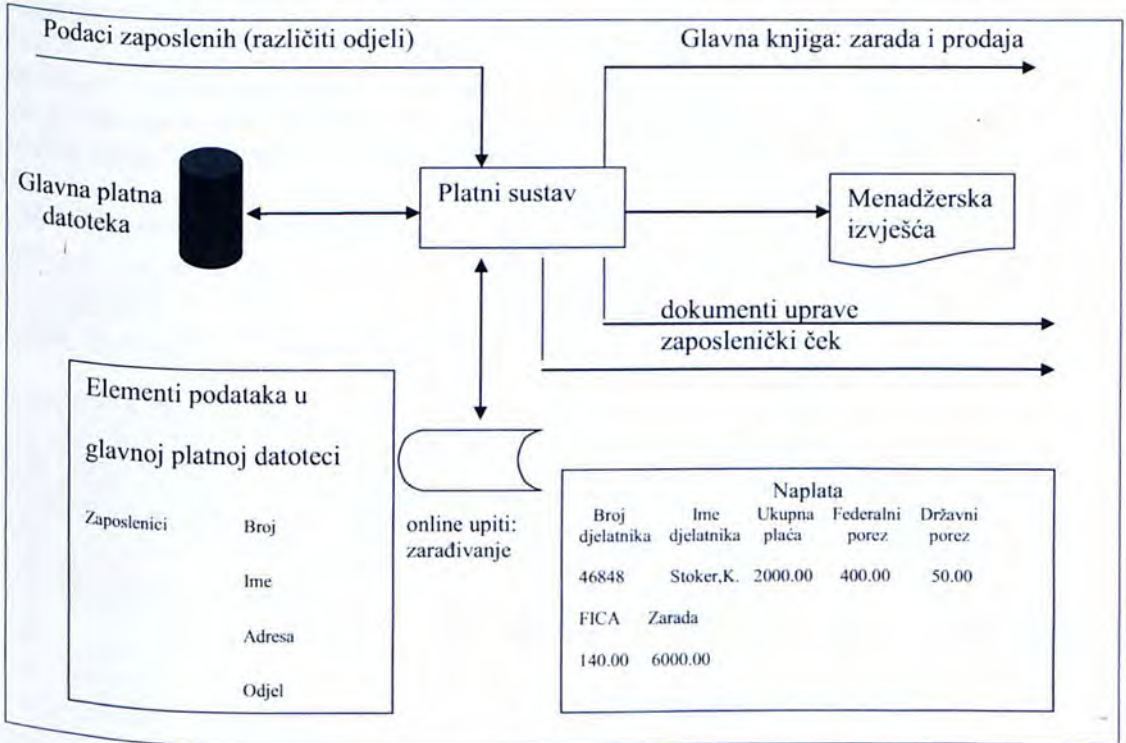 Podaci zaposlenih (različiti odjeli)
Glavna knjiga: zarada i prodaja
Glavna platna
datoteka
Platni sustav
Menadžerska
izvješća
dokumenti uprave
zaposlenički ček
Elementi podataka u
glavnoj platnoj datoteci
Zaposlenici Broj
Ime
Adresa
Odjel
online upiti:
zarađivanje
Naplata
Broj Ime Ukupna Federalni Državni
djelatnika djelatnika plaća porez porez
46848 Stoker,K. 2000.00 400.00 50.00
FICA Zarada
140.00 6000.00